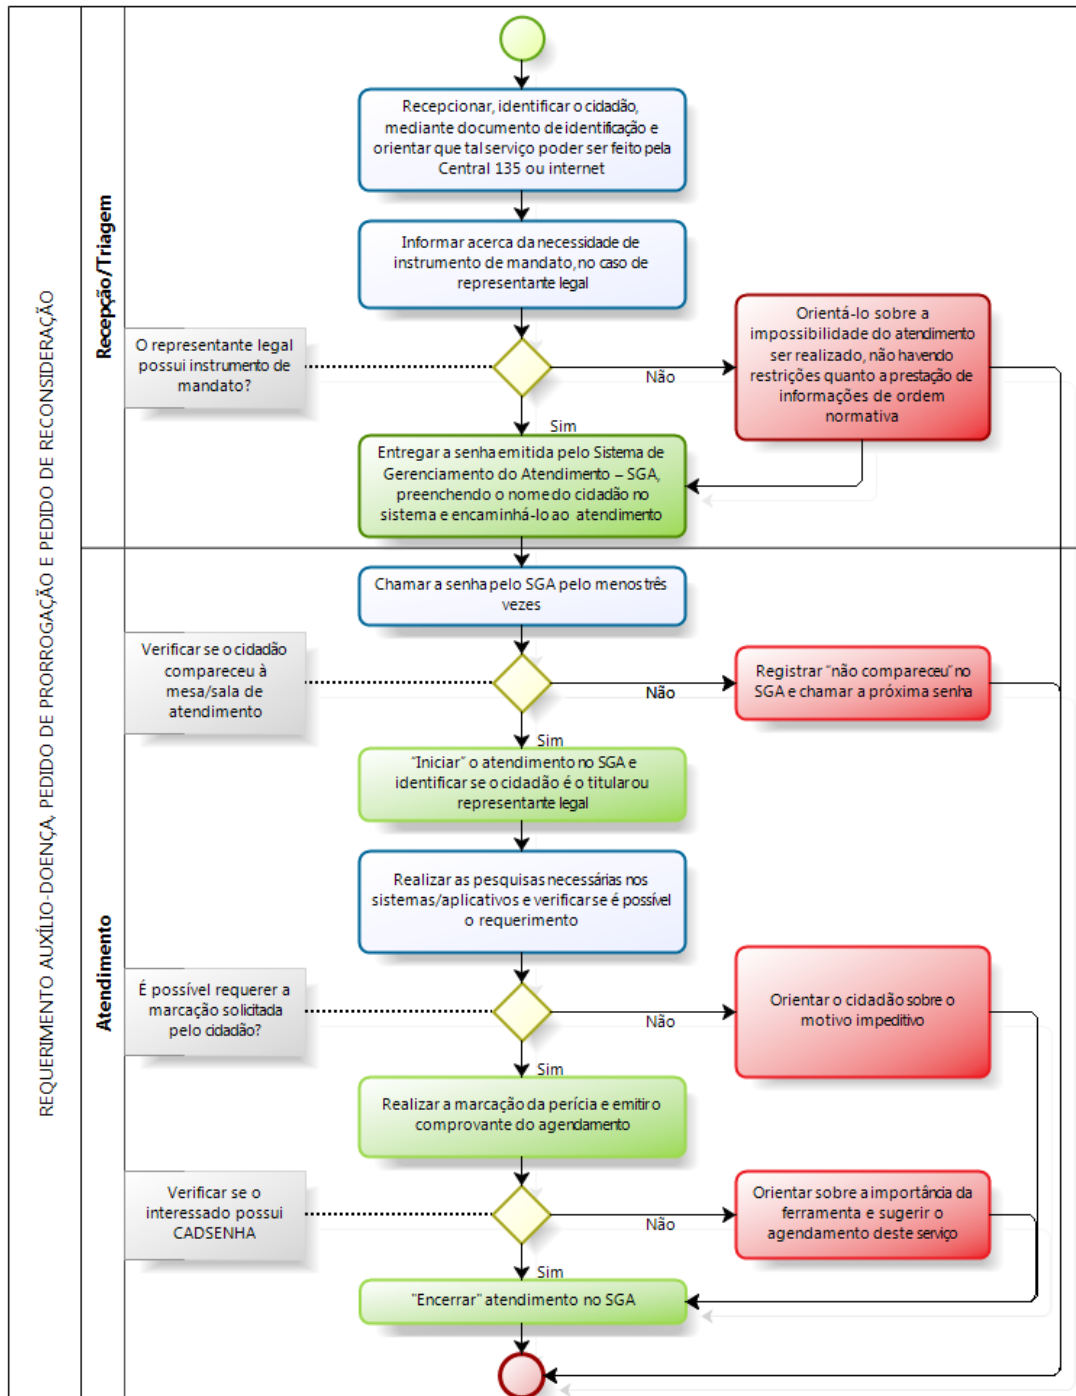 REQUERIMENTO AUXÍLIO-DOENÇA, PEDIDO DE PRORROGAÇÃO E PEDIDO DE RECONSIDERAÇÃO
Recepção/Triagem
Recepcionar, identificar o cidadão,
mediante documento de identificação e
orientar que tal serviço poder ser feito pela
Central 135 ou internet
Informar acerca da necessidade de
instrumento de mandato, no caso de
representante legal
O representante legal
possui instrumento de
mandato?
Não
Orientá-lo sobre a
impossibilidade do atendimento
ser realizado, não havendo
restrições quanto a prestação de
informações de ordem
normativa
Sim
Entregar a senha emitida pelo Sistema de
Gerenciamento do Atendimento – SGA,
preenchendo o nome do cidadão no
sistema e encaminhá-lo ao atendimento
Atendimento
Chamar a senha pelo SGA pelo menos três
vezes
Verificar se o cidadão
compareceu à
mesa/sala de
atendimento
Não
Registrar "não compareceu" no
SGA e chamar a próxima senha
Sim
"Iniciar" o atendimento no SGA e
identificar se o cidadão é o titular ou
representante legal
Realizar as pesquisas necessárias nos
sistemas/aplicativos e verificar se é possível
o requerimento
É possível requerer a
marcação solicitada
pelo cidadão?
Não
Orientar o cidadão sobre o
motivo impeditivo
Sim
Realizar a marcação da perícia e emitir o
comprovante do agendamento
Verificar se o
interessado possui
CADSENHA
Não
Orientar sobre a importância da
ferramenta e sugerir o
agendamento deste serviço
Sim
"Encerrar" atendimento no SGA